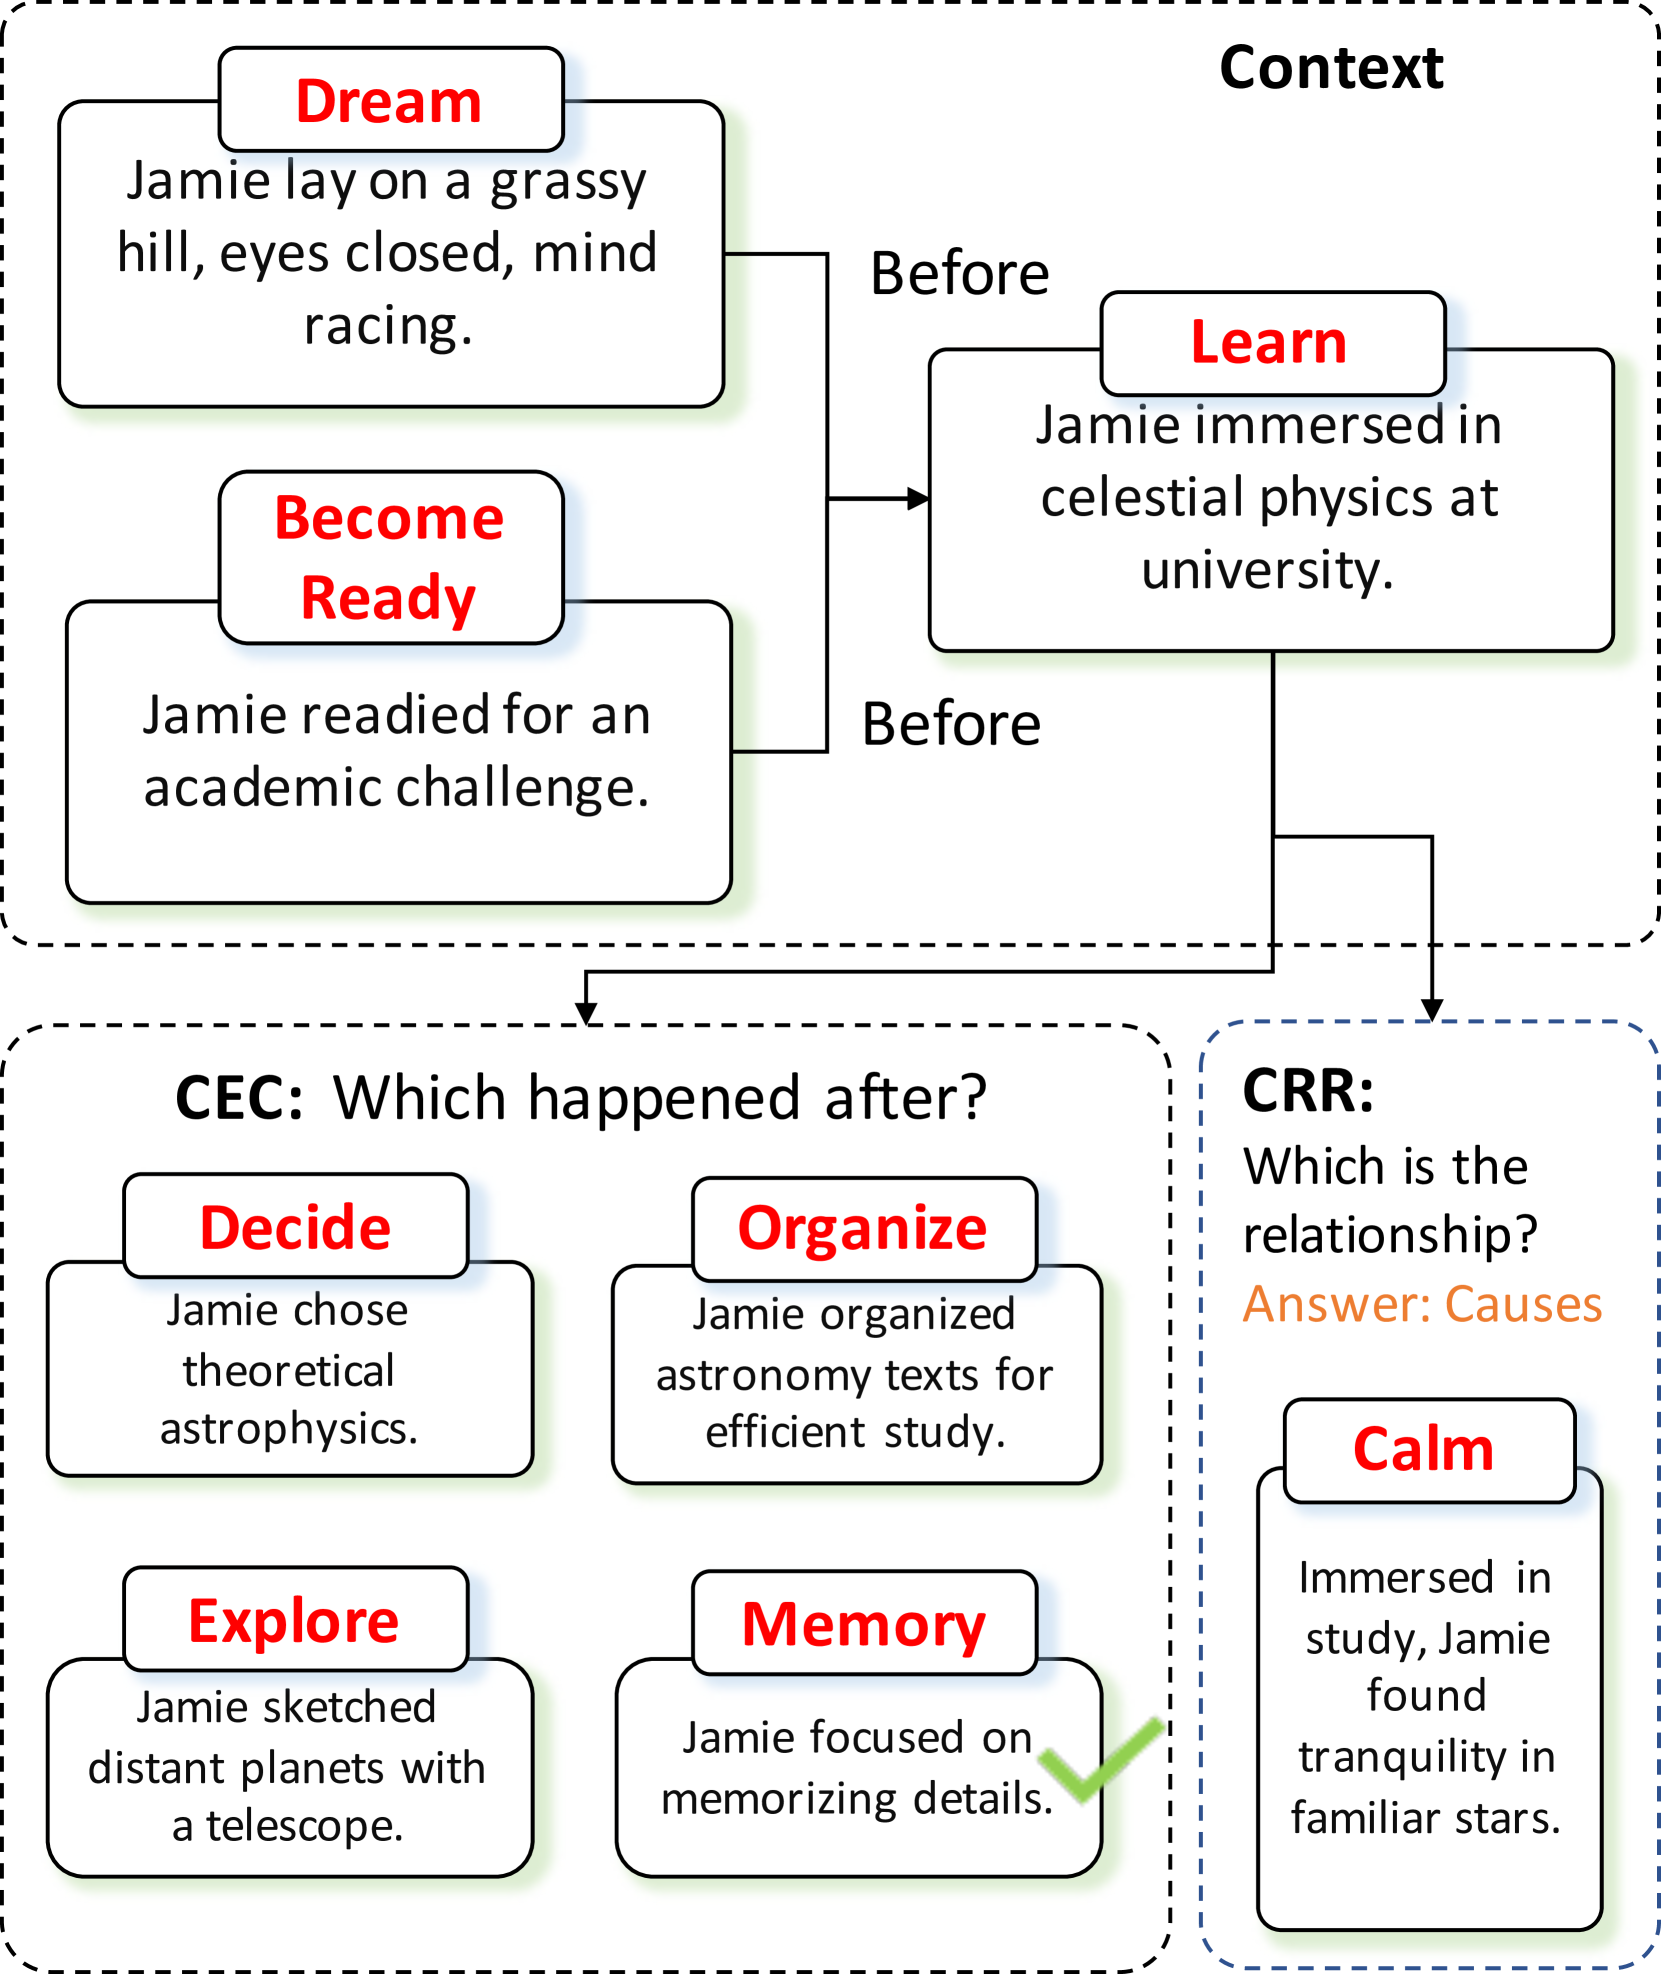 Context
Dream
Jamie lay on a grassy
hill, eyes closed, mind
racing.
Before
Learn
Jamie immersed in
celestial physics at
university.
Become
Ready
Jamie readied for an
academic challenge.
Before
CEC: Which happened after?
Decide
Jamie chose
theoretical
astrophysics.
Organize
Jamie organized
astronomy texts for
efficient study.
Explore
Jamie sketched
distant planets with
a telescope.
Memory
Jamie focused on
memorizing details.
CRR:
Which is the
relationship?
Answer: Causes
Calm
Immersed in
study, Jamie
found
tranquility in
familiar stars.